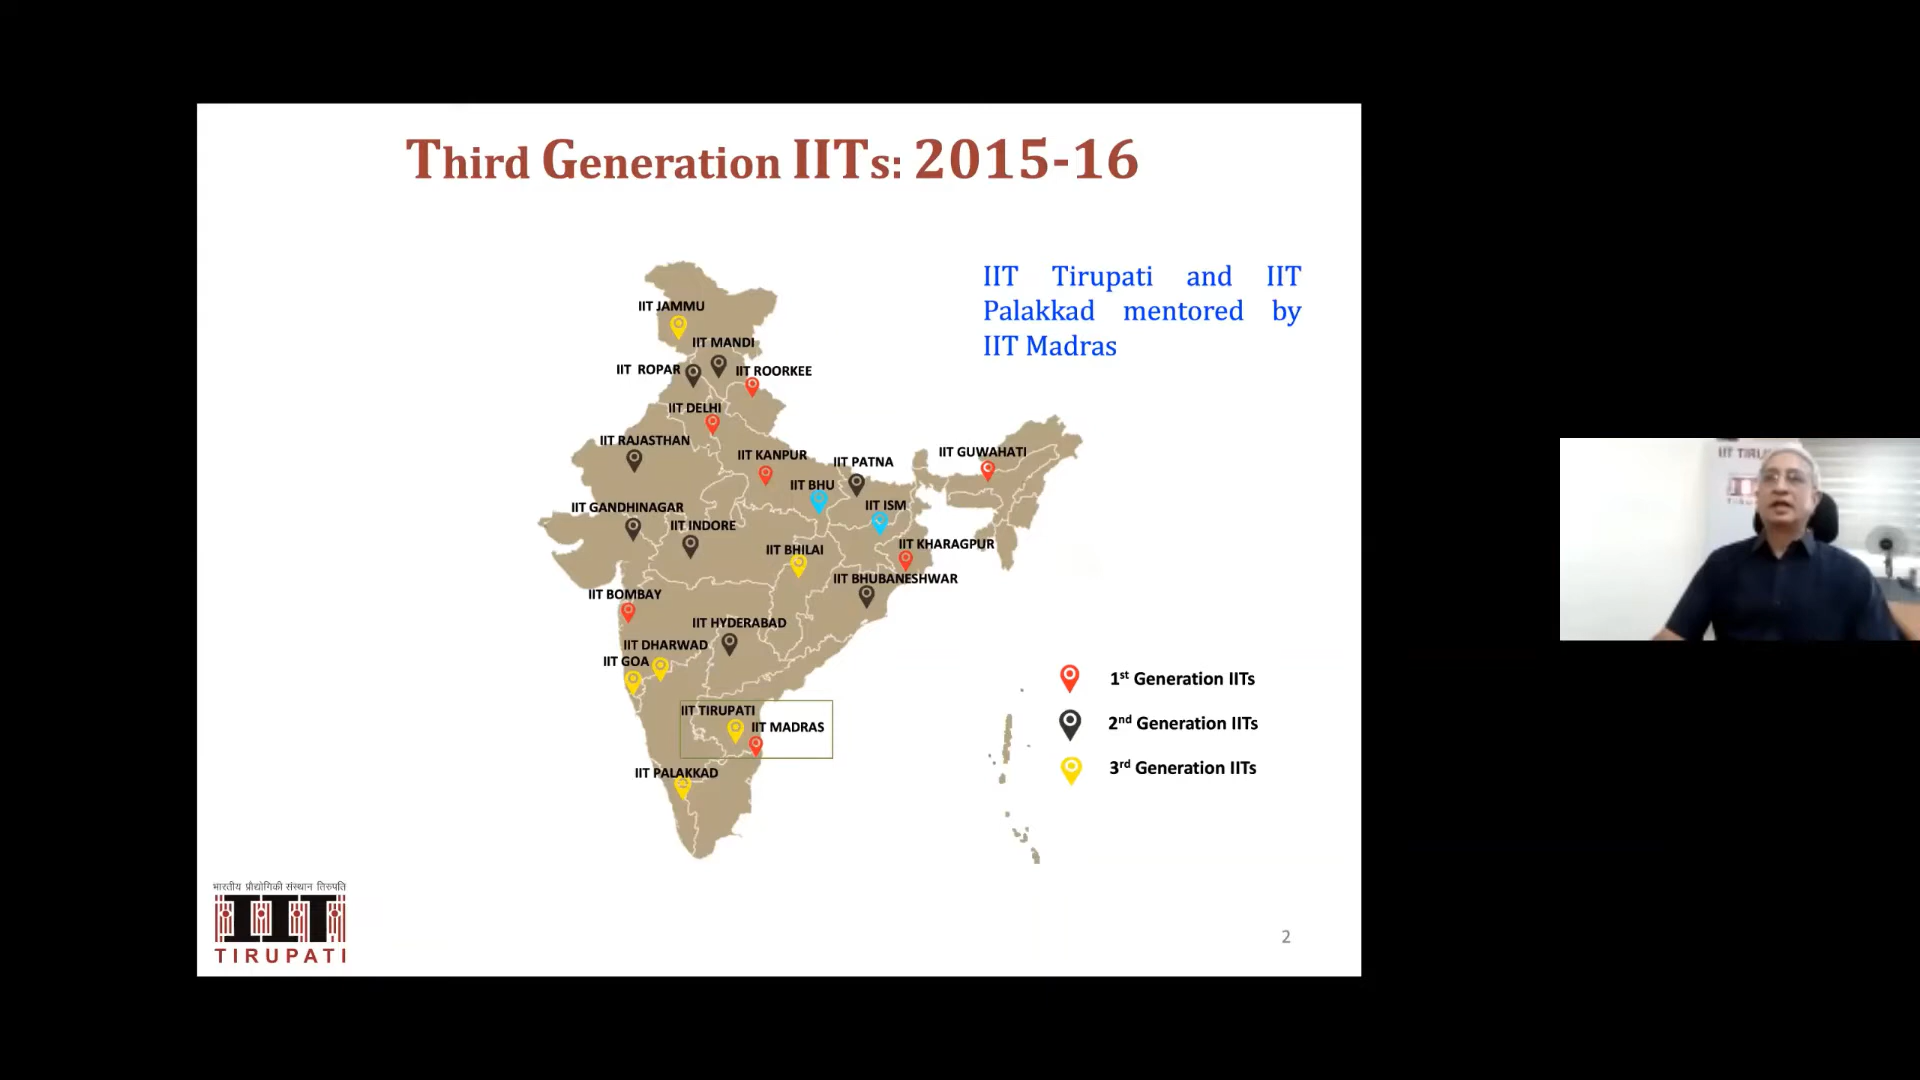 Third Generation IITs: 2015-16
IIT Tirupati and IIT
Palakkad mentored by
IIT Madras
IIT JAMMU
IIT MANDI
IIT ROPAR
IIT ROORKEE
IIT DELHI
IIT RAJASTHAN
IIT KANPUR
IIT PATNA
IIT GUWAHATI
IIT BHU
IIT ISM
IIT GANDHINAGAR
IIT INDORE
IIT BHILAI
IIT KHARAGPUR
IIT BHUBANESHWAR
IIT BOMBAY
IIT HYDERABAD
IIT DHARWAD
IIT GOA
IIT TIRUPATI
IIT MADRAS
IIT PALAKKAD
1st Generation IITs
2nd Generation IITs
3rd Generation IITs
भारतीय प्रौद्योगिकी संस्थान तिरुपति
IIT
TIRUPATI
2